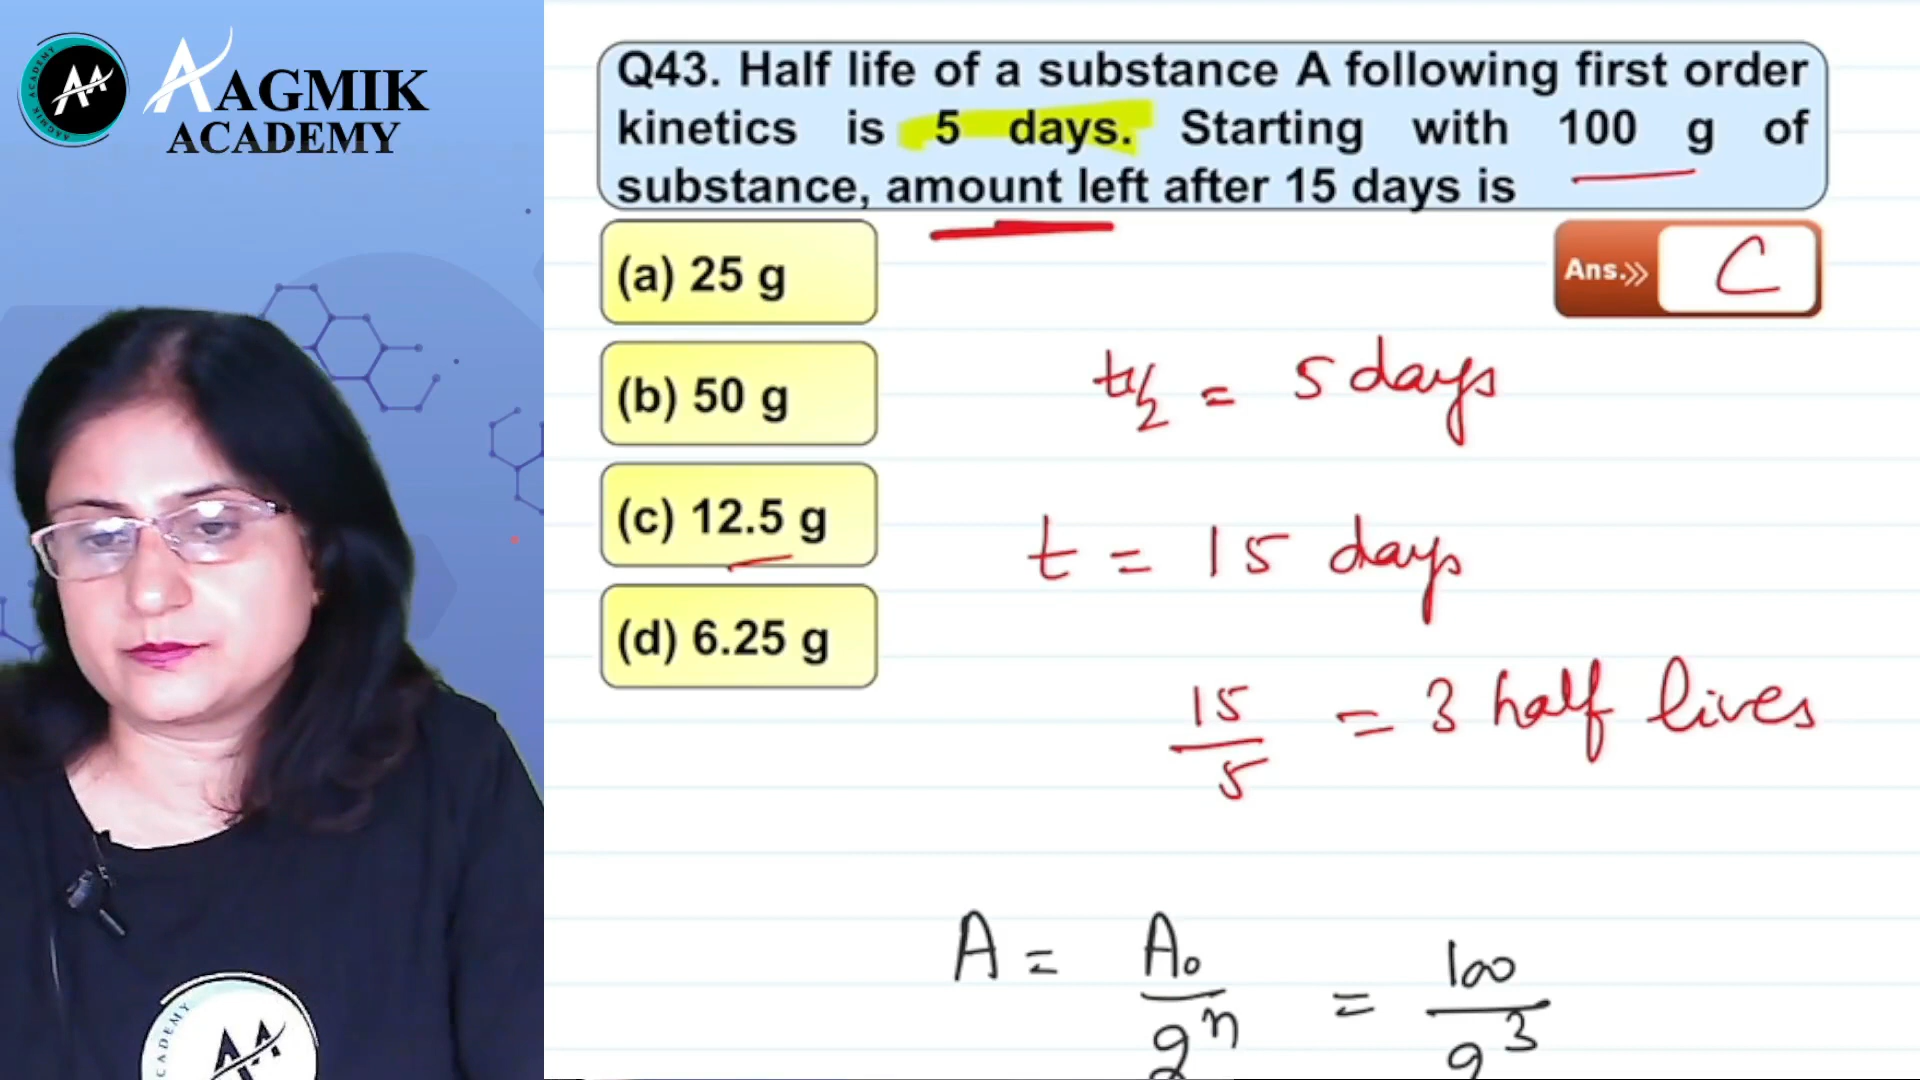 AAGMIK
ACADEMY
Q43. Half life of a substance A following first order
kinetics is 5 days. Starting with 100 g of
substance, amount left after 15 days is
(a) 25 g
(b) 50 g
(c) 12.5 g
(d) 6.25 g
Ans.>> C
t1/2 = 5 days
t = 15 days
15/5 = 3 half lives
A = A₀/2ⁿ = 100/2³